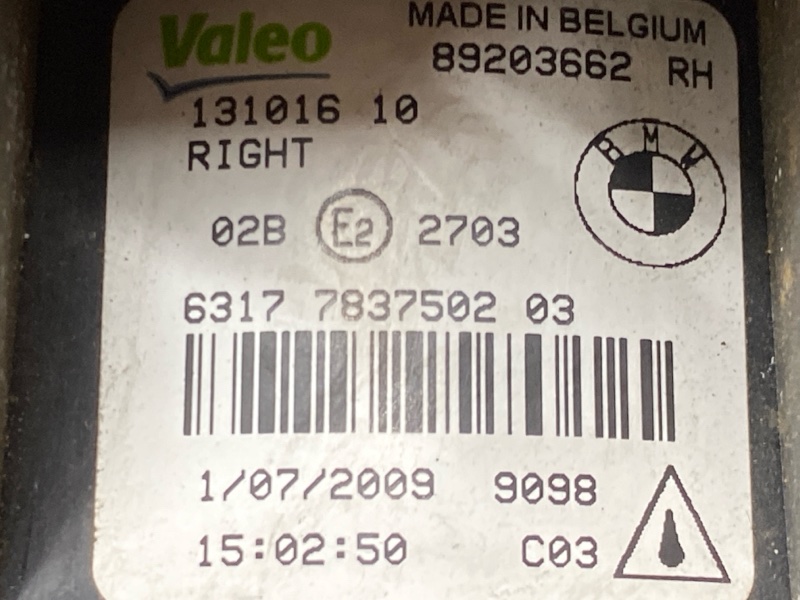 Valeo
MADE IN BELGIUM
89203662 RH
131016 10
RIGHT
BMW
02B E2 2703
6317 7837502 03
1/07/2009 9098
15:02:50 C03